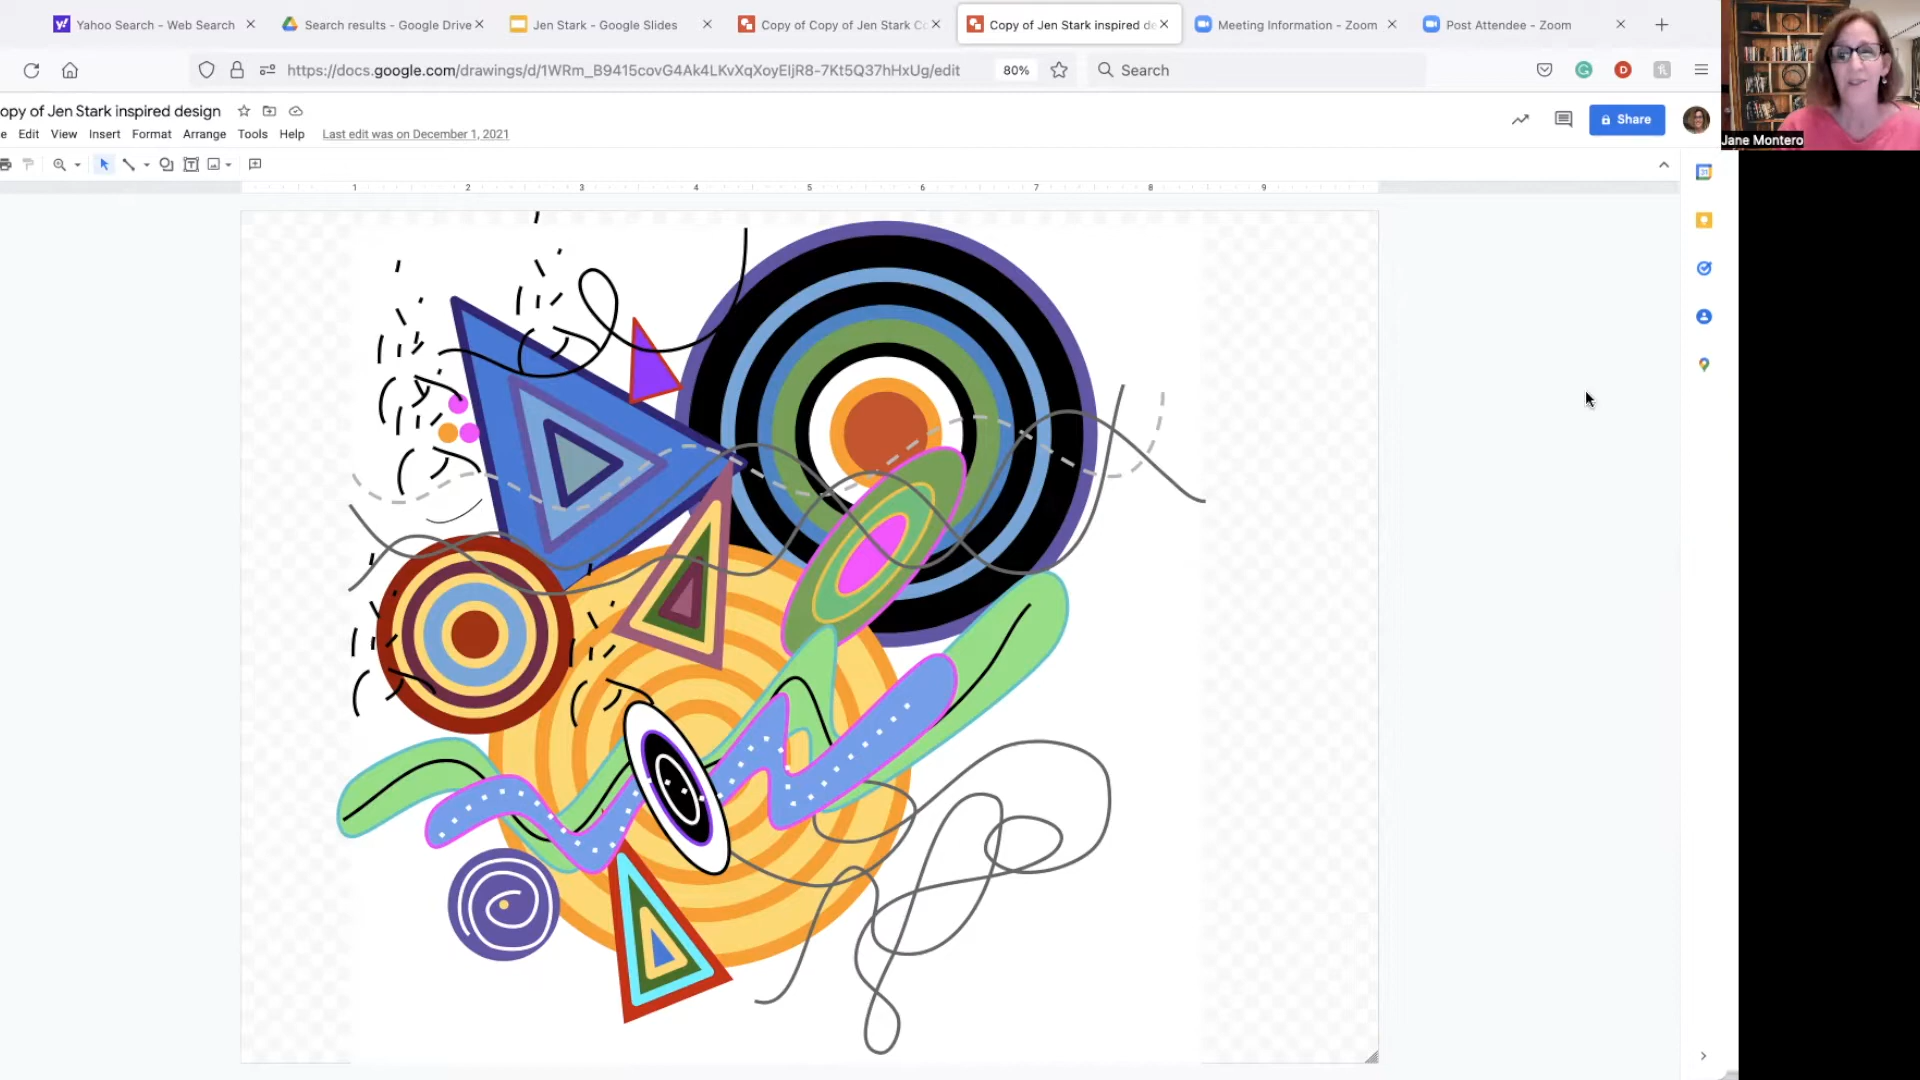 Yahoo Search - Web Search
Search results - Google Drive
Jen Stark - Google Slides
Copy of Copy of Jen Stark Co
Copy of Jen Stark inspired de
Meeting Information - Zoom
Post Attendee - Zoom
https://docs.google.com/drawings/d/1WRm_B9415covG4Ak4LKvXqXoyEIjR8-7Kt5Q37hHxUg/edit
80%
Search
opy of Jen Stark inspired design
e Edit View Insert Format Arrange Tools Help Last edit was on December 1, 2021
Share
Jane Montero
1 2 3 4 5 6 7 8 9